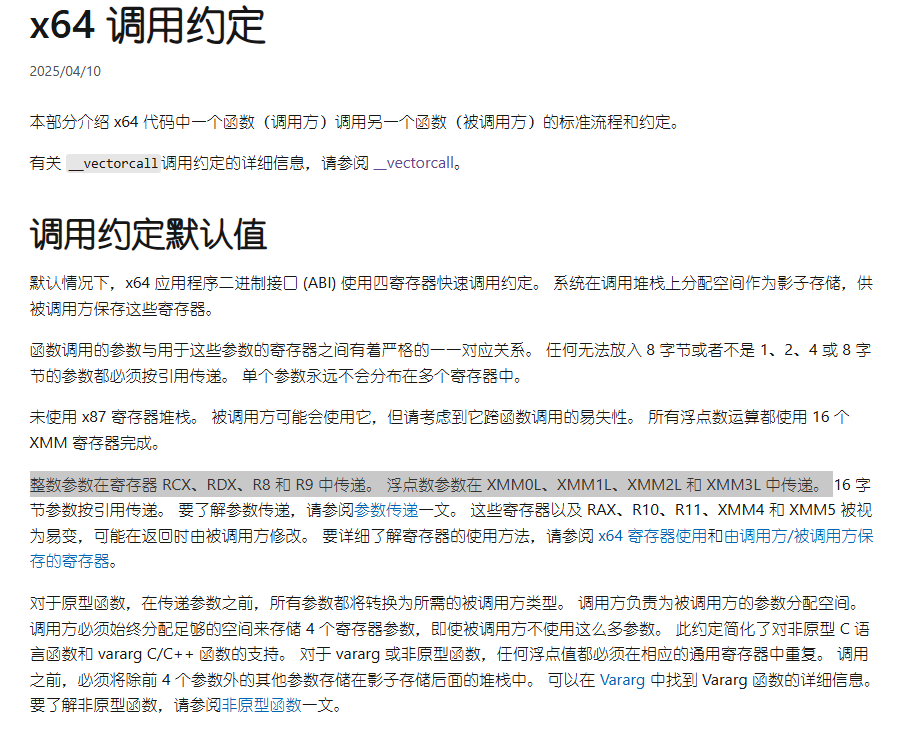 x64 调用约定
2025/04/10
本部分介绍 x64 代码中一个函数（调用方）调用另一个函数（被调用方）的标准流程和约定。
有关 __vectorcall调用约定的详细信息，请参阅 __vectorcall。
调用约定默认值
默认情况下，x64 应用程序二进制接口 (ABI) 使用四寄存器快速调用约定。 系统在调用堆栈上分配空间作为影子存储，供
被调用方保存这些寄存器。
函数调用的参数与用于这些参数的寄存器之间有着严格的一一对应关系。 任何无法放入 8 字节或者不是 1、2、4 或 8 字
节的参数都必须按引用传递。 单个参数永远不会分布在多个寄存器中。
未使用 x87 寄存器堆栈。 被调用方可能会使用它，但请考虑到它跨函数调用的易失性。 所有浮点数运算都使用 16 个
XMM 寄存器完成。
整数参数在寄存器 RCX、RDX、R8 和 R9 中传递。 浮点数参数在 XMM0L、XMM1L、XMM2L 和 XMM3L 中传递。 16 字
节参数按引用传递。 要了解参数传递，请参阅参数传递一文。 这些寄存器以及 RAX、R10、R11、XMM4 和 XMM5 被视
为易变，可能在返回时由被调用方修改。 要详细了解寄存器的使用方法，请参阅 x64 寄存器使用和由调用方/被调用方保
存的寄存器。
对于原型函数，在传递参数之前，所有参数都将转换为所需的被调用方类型。 调用方负责为被调用方的参数分配空间。
调用方必须始终分配足够的空间来存储 4 个寄存器参数，即使被调用方不使用这么多参数。 此约定简化了对非原型 C 语
言函数和 vararg C/C++ 函数的支持。 对于 vararg 或非原型函数，任何浮点值都必须在相应的通用寄存器中重复。 调用
之前，必须将除前 4 个参数外的其他参数存储在影子存储后面的堆栈中。 可以在 Vararg 中找到 Vararg 函数的详细信息。
要了解非原型函数，请参阅非原型函数一文。